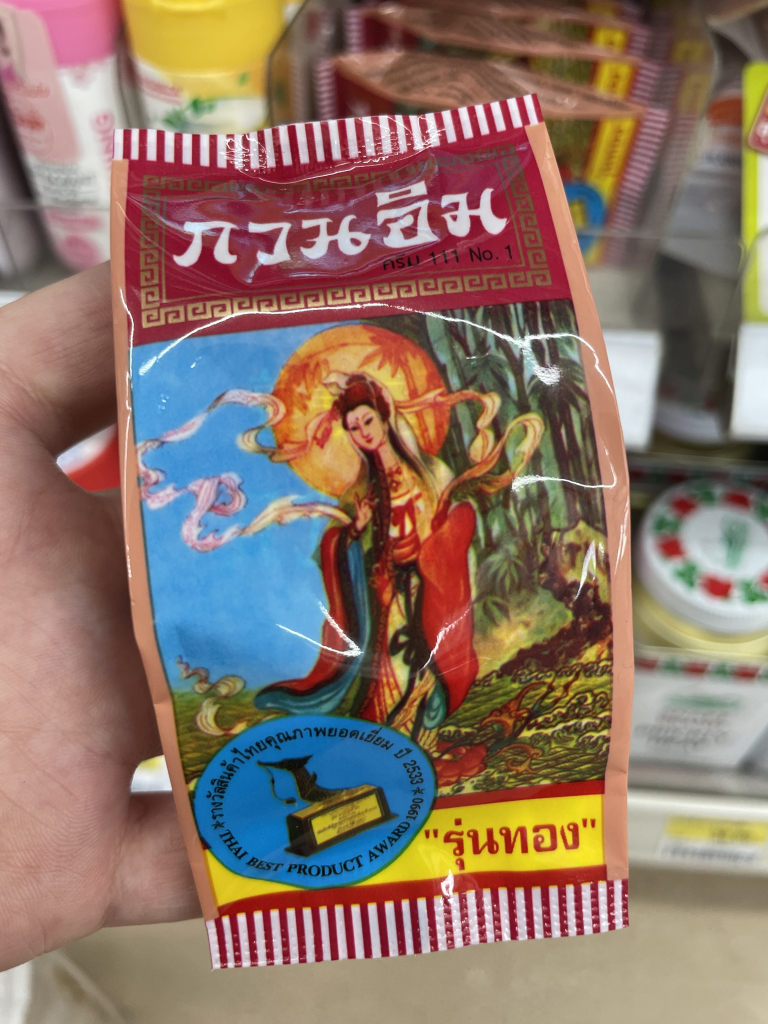 กวนอิม
ครม 111 No. 1
★รางวัลสินค้าไทยคุณภาพยอดเยี่ยม ปี 2533★
THAI BEST PRODUCT AWARD 1990
"รุ่นทอง"